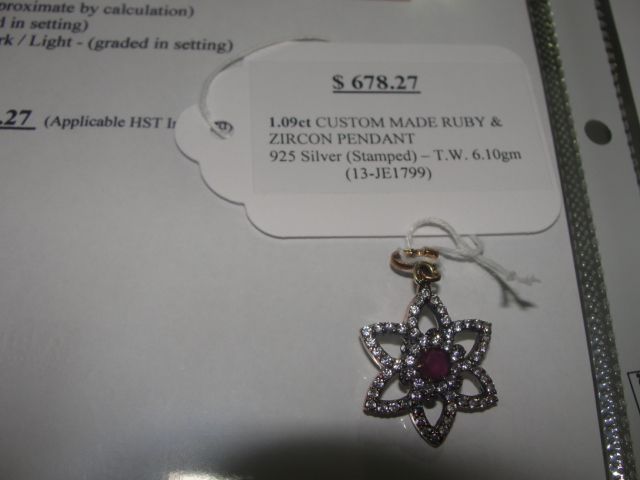 proximate by calculation)
d in setting)
rk / Light - (graded in setting)
.27 (Applicable HST
$ 678.27
1.09ct CUSTOM MADE RUBY &
ZIRCON PENDANT
925 Silver (Stamped) – T.W. 6.10gm
(13-JE1799)